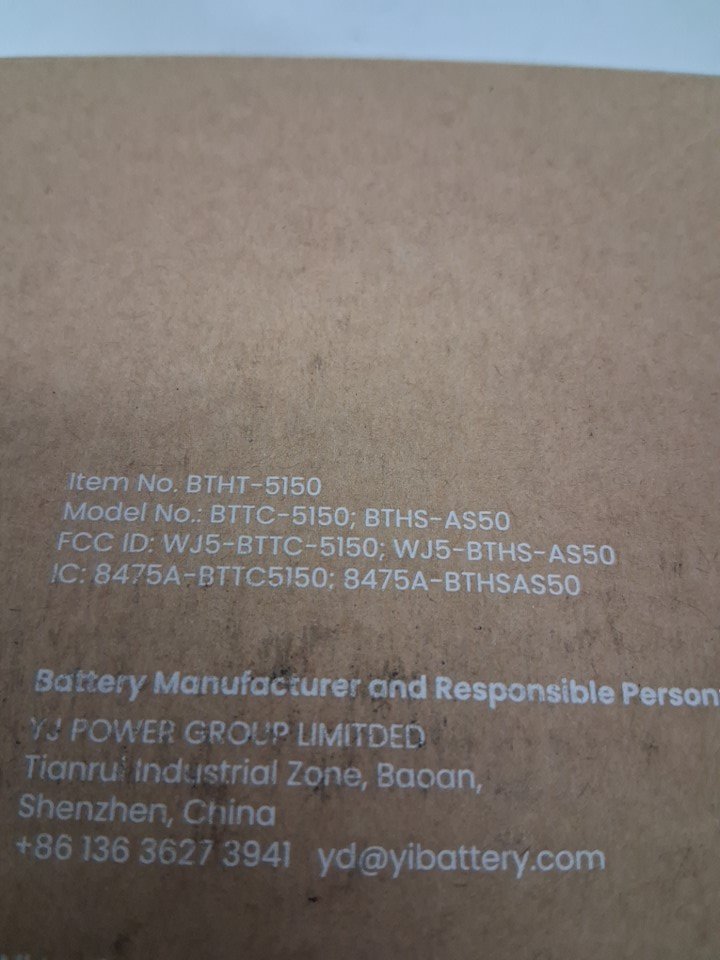 Item No. BTHT-5150
Model No.: BTTC-5150; BTHS-AS50
FCC ID: WJ5-BTTC-5150; WJ5-BTHS-AS50
IC: 8475A-BTTC5150; 8475A-BTHSAS50
Battery Manufacturer and Responsible Person
YJ POWER GROUP LIMITDED
Tianrui Industrial Zone, Baoan,
Shenzhen, China
+86 136 3627 3941 yd@yibattery.com